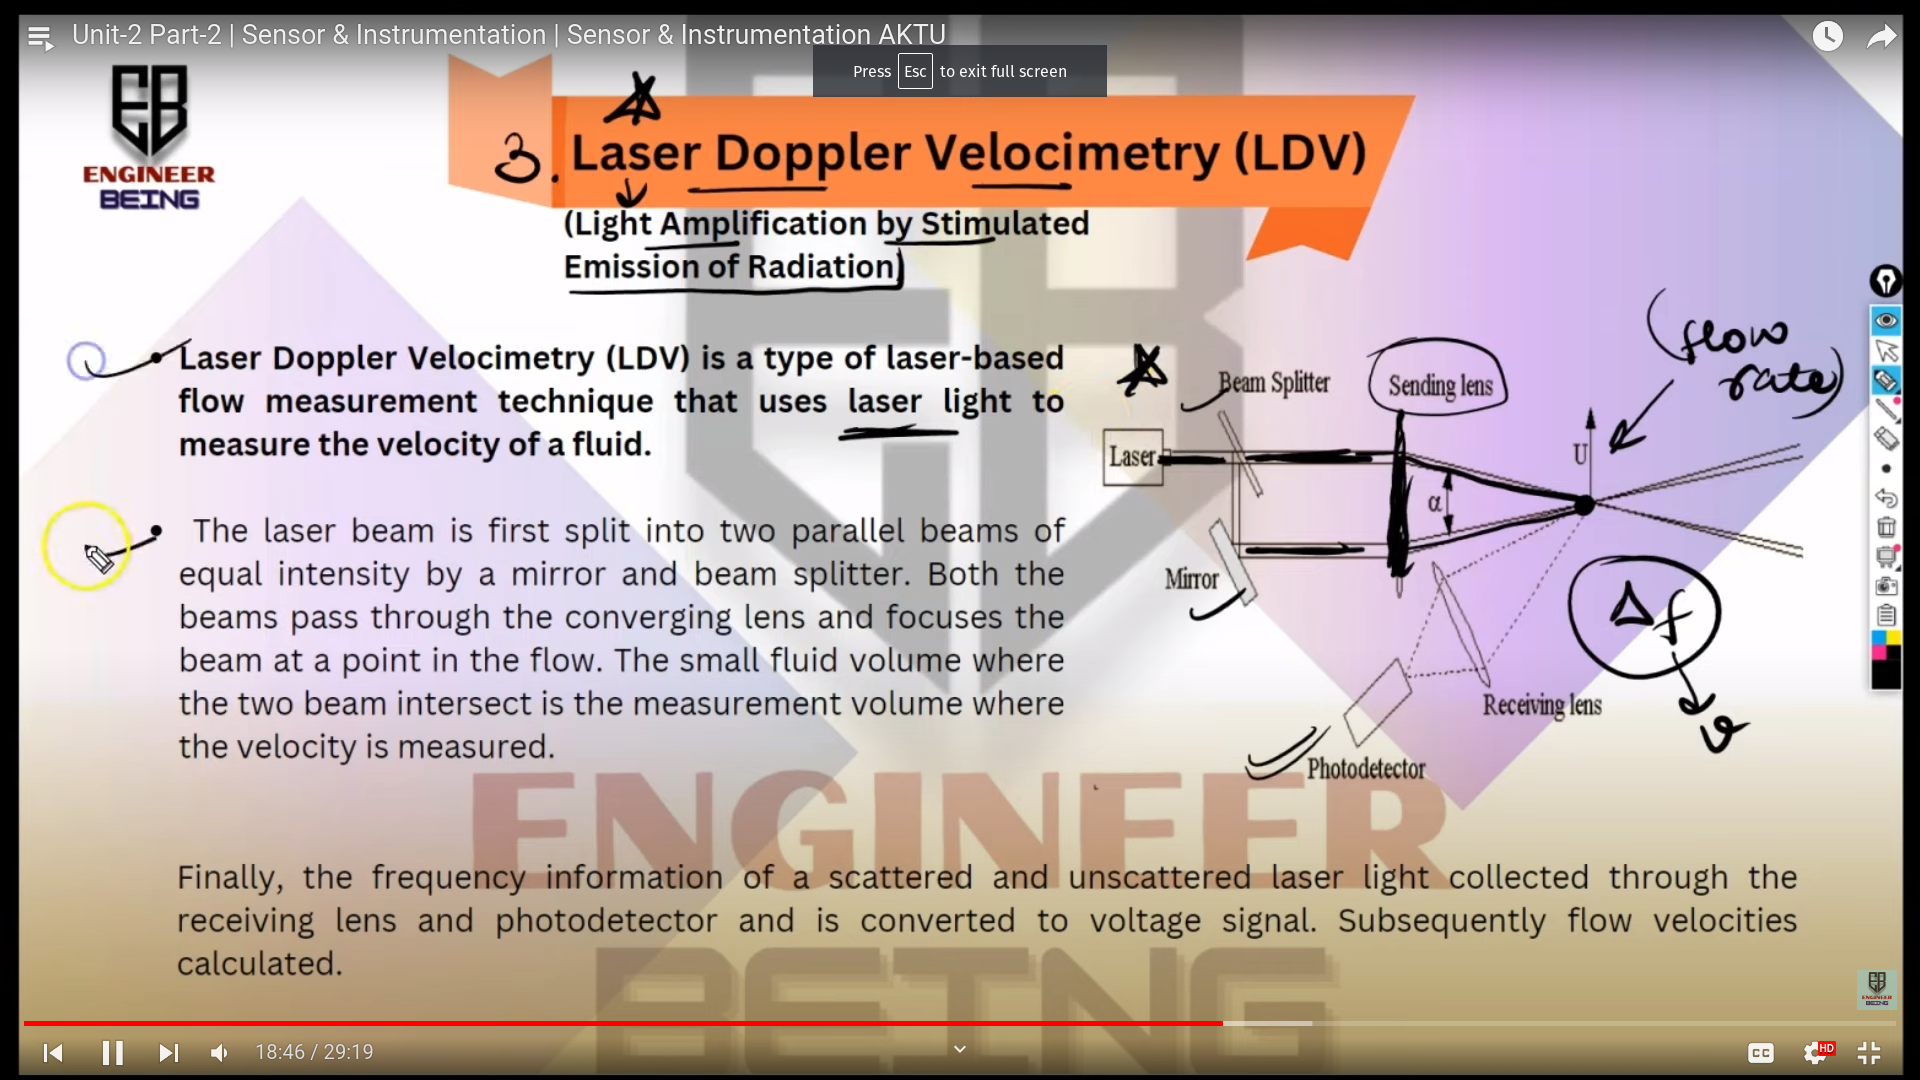 Unit-2 Part-2 | Sensor & Instrumentation | Sensor & Instrumentation AKTU
Press Esc to exit full screen
ENGINEER
BEING
3. Laser Doppler Velocimetry (LDV)
(Light Amplification by Stimulated
Emission of Radiation)
Laser Doppler Velocimetry (LDV) is a type of laser-based
flow measurement technique that uses laser light to
measure the velocity of a fluid.
The laser beam is first split into two parallel beams of
equal intensity by a mirror and beam splitter. Both the
beams pass through the converging lens and focuses the
beam at a point in the flow. The small fluid volume where
the two beam intersect is the measurement volume where
the velocity is measured.
(flow
rate)
Beam Splitter
Sending lens
Laser
U
α
Mirror
Δf
v
Receiving lens
Photodetector
ENGINEER
BEING
Finally, the frequency information of a scattered and unscattered laser light collected through the
receiving lens and photodetector and is converted to voltage signal. Subsequently flow velocities
calculated.
ENGINEER
BEING
18:46 / 29:19
CC
HD